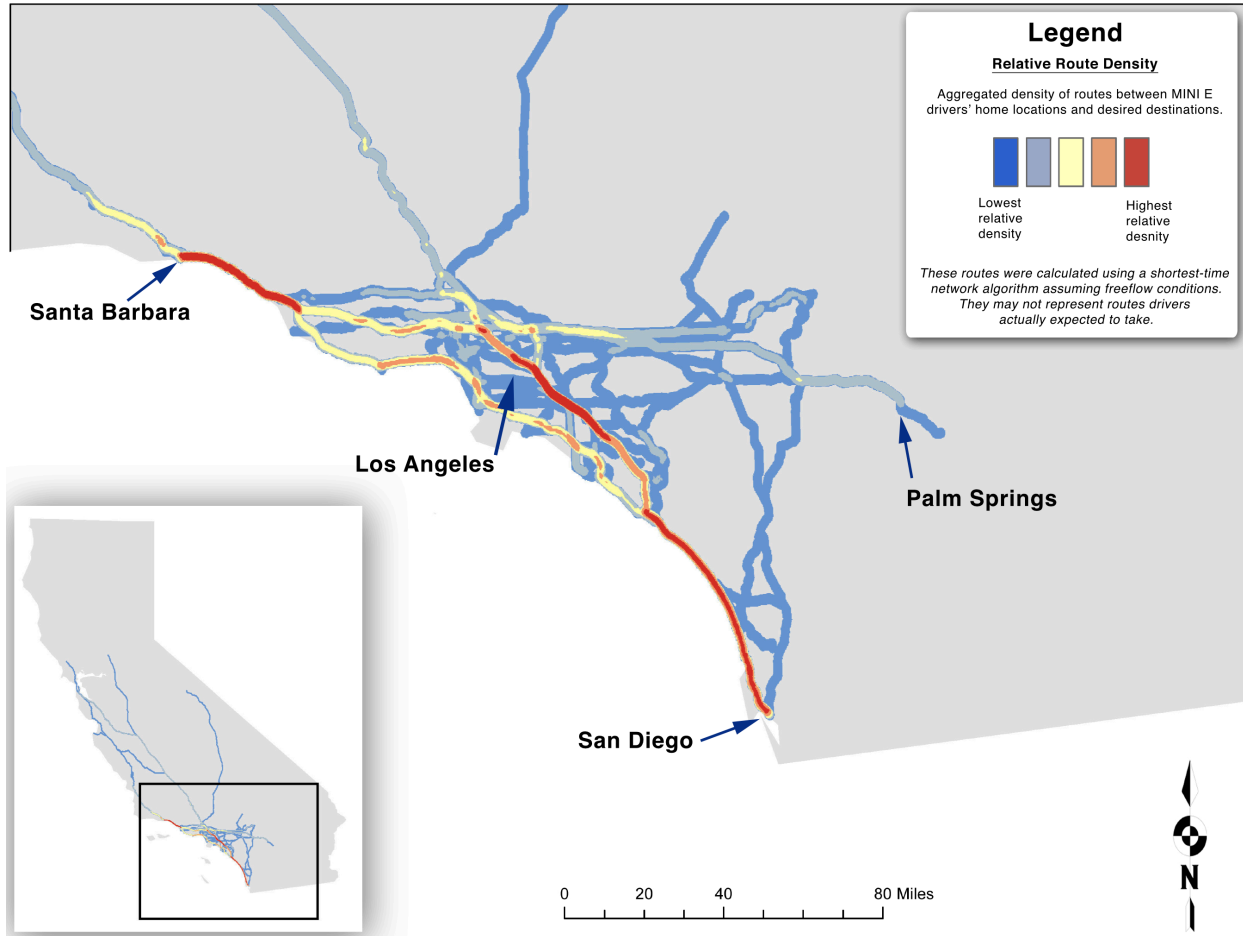 Legend
Relative Route Density
Aggregated density of routes between MINI E
drivers' home locations and desired destinations.
Lowest
relative
density
Highest
relative
desnity
These routes were calculated using a shortest-time
network algorithm assuming freeflow conditions.
They may not represent routes drivers
actually expected to take.
Santa Barbara
Los Angeles
Palm Springs
San Diego
0 20 40 80 Miles
N